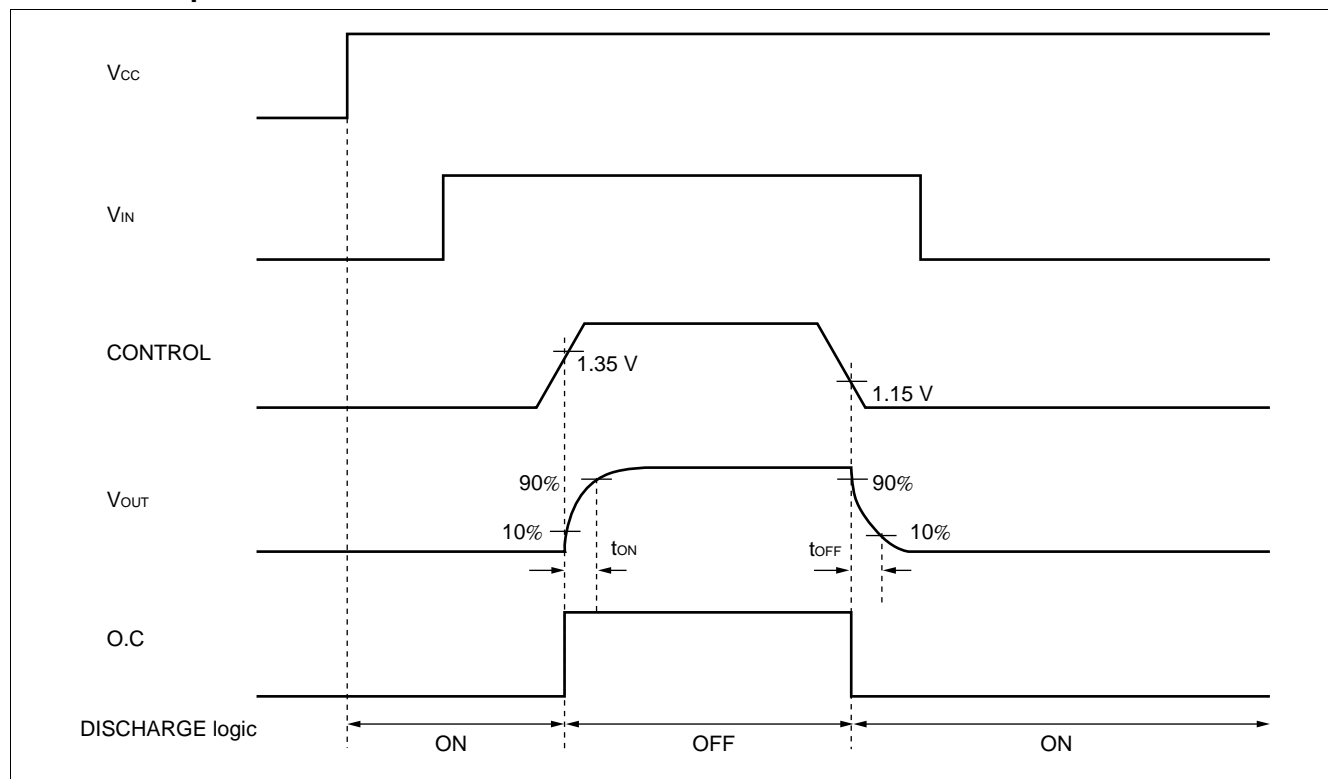 VCC
VIN
CONTROL
1.35 V
1.15 V
VOUT
90%
10%
tON
tOFF
90%
10%
O.C
DISCHARGE logic
ON
OFF
ON